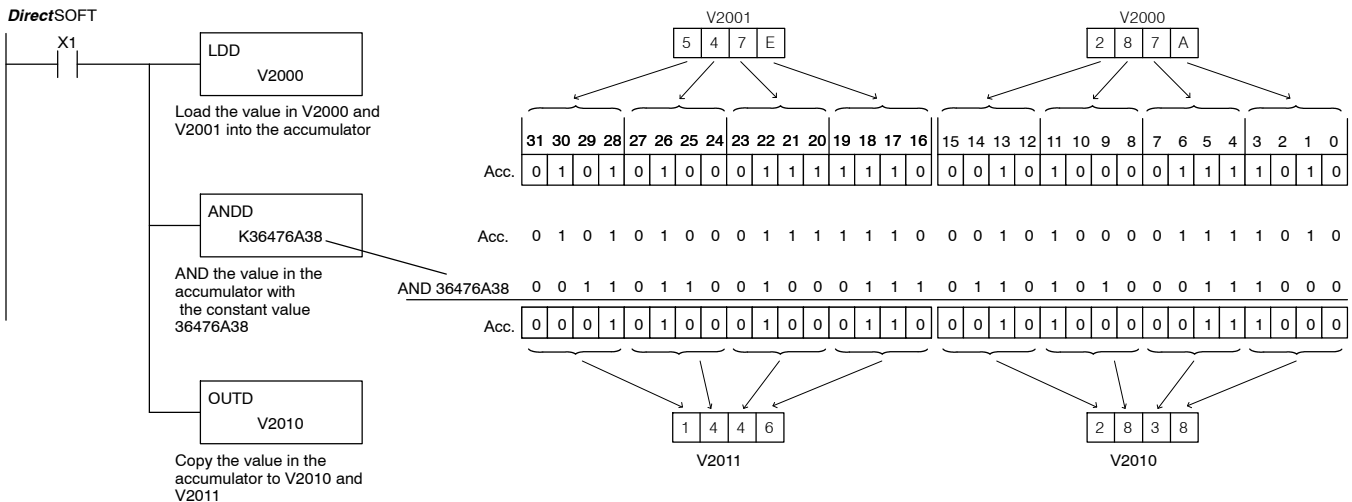 DirectSOFT
X1
LDD
V2000
Load the value in V2000 and
V2001 into the accumulator
ANDD
K36476A38
AND the value in the
accumulator with
the constant value
36476A38
OUTD
V2010
Copy the value in the
accumulator to V2010 and
V2011
V2001
5 4 7 E
V2000
2 8 7 A
31 30 29 28 27 26 25 24 23 22 21 20 19 18 17 16 15 14 13 12 11 10 9 8 7 6 5 4 3 2 1 0
Acc. 0 1 0 1 0 1 0 0 0 1 1 1 1 1 1 0 0 0 1 0 1 0 0 0 0 1 1 1 1 0 1 0
Acc. 0 1 0 1 0 1 0 0 0 1 1 1 1 1 1 0 0 0 1 0 1 0 0 0 0 1 1 1 1 0 1 0
AND 36476A38 0 0 1 1 0 1 1 0 0 1 0 0 0 1 1 1 0 1 1 0 1 0 1 0 0 0 1 1 1 0 0 0
Acc. 0 0 0 1 0 1 0 0 0 1 0 0 0 1 1 0 0 0 1 0 1 0 0 0 0 0 1 1 1 0 0 0
1 4 4 6
V2011
2 8 3 8
V2010